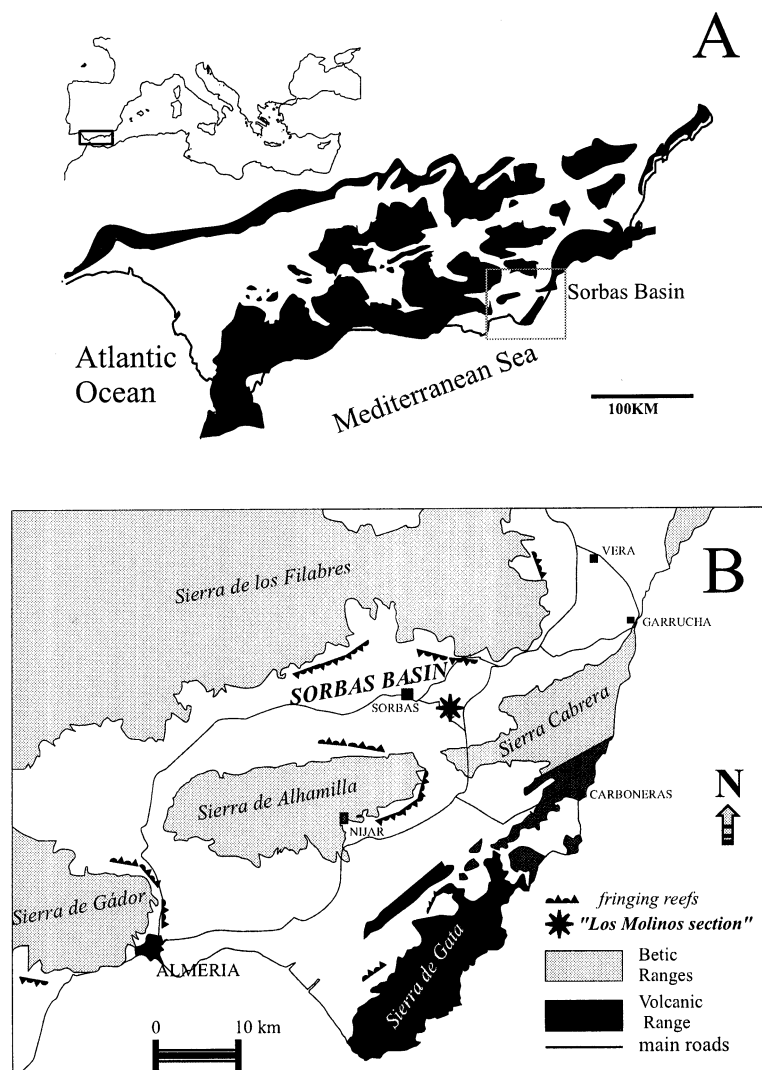 A
Sorbas Basin
Atlantic
Ocean
Mediterranean Sea
100KM
B
Sierra de los Filabres
VERA
GARRUCHA
SORBAS BASIN
SORBAS
Sierra Cabrera
Sierra de Alhamilla
CARBONERAS
N
NIJAR
Sierra de Gádor
fringing reefs
"Los Molinos section"
Sierra de Gata
ALMERIA
Betic
Ranges
Volcanic
Range
0 10 km
main roads